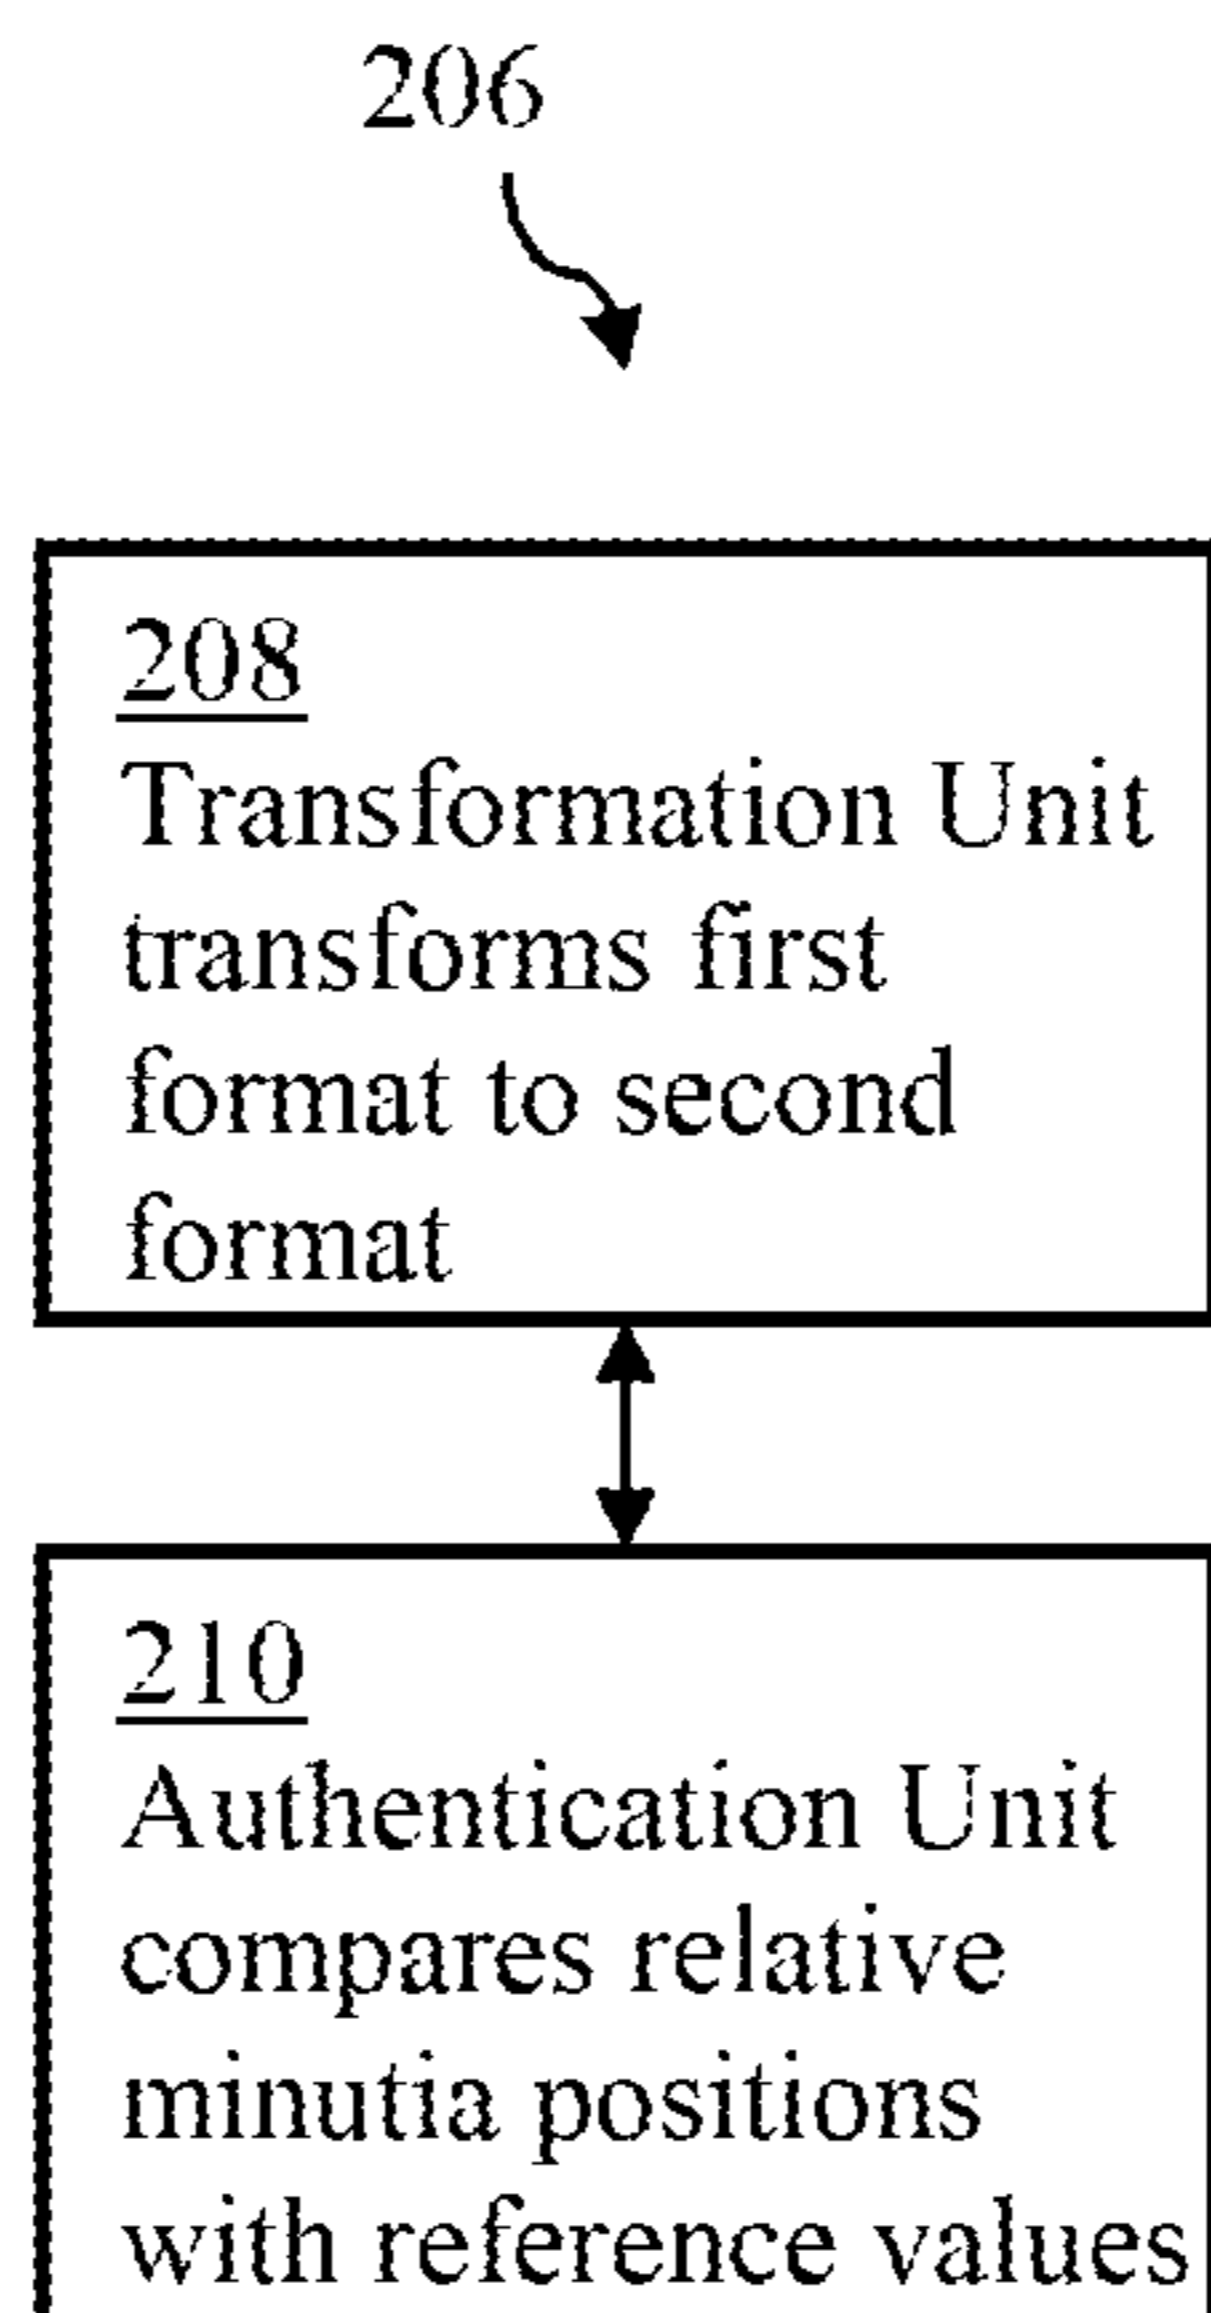 206
208
Transformation Unit
transforms first
format to second
format
210
Authentication Unit
compares relative
minutia positions
with reference values